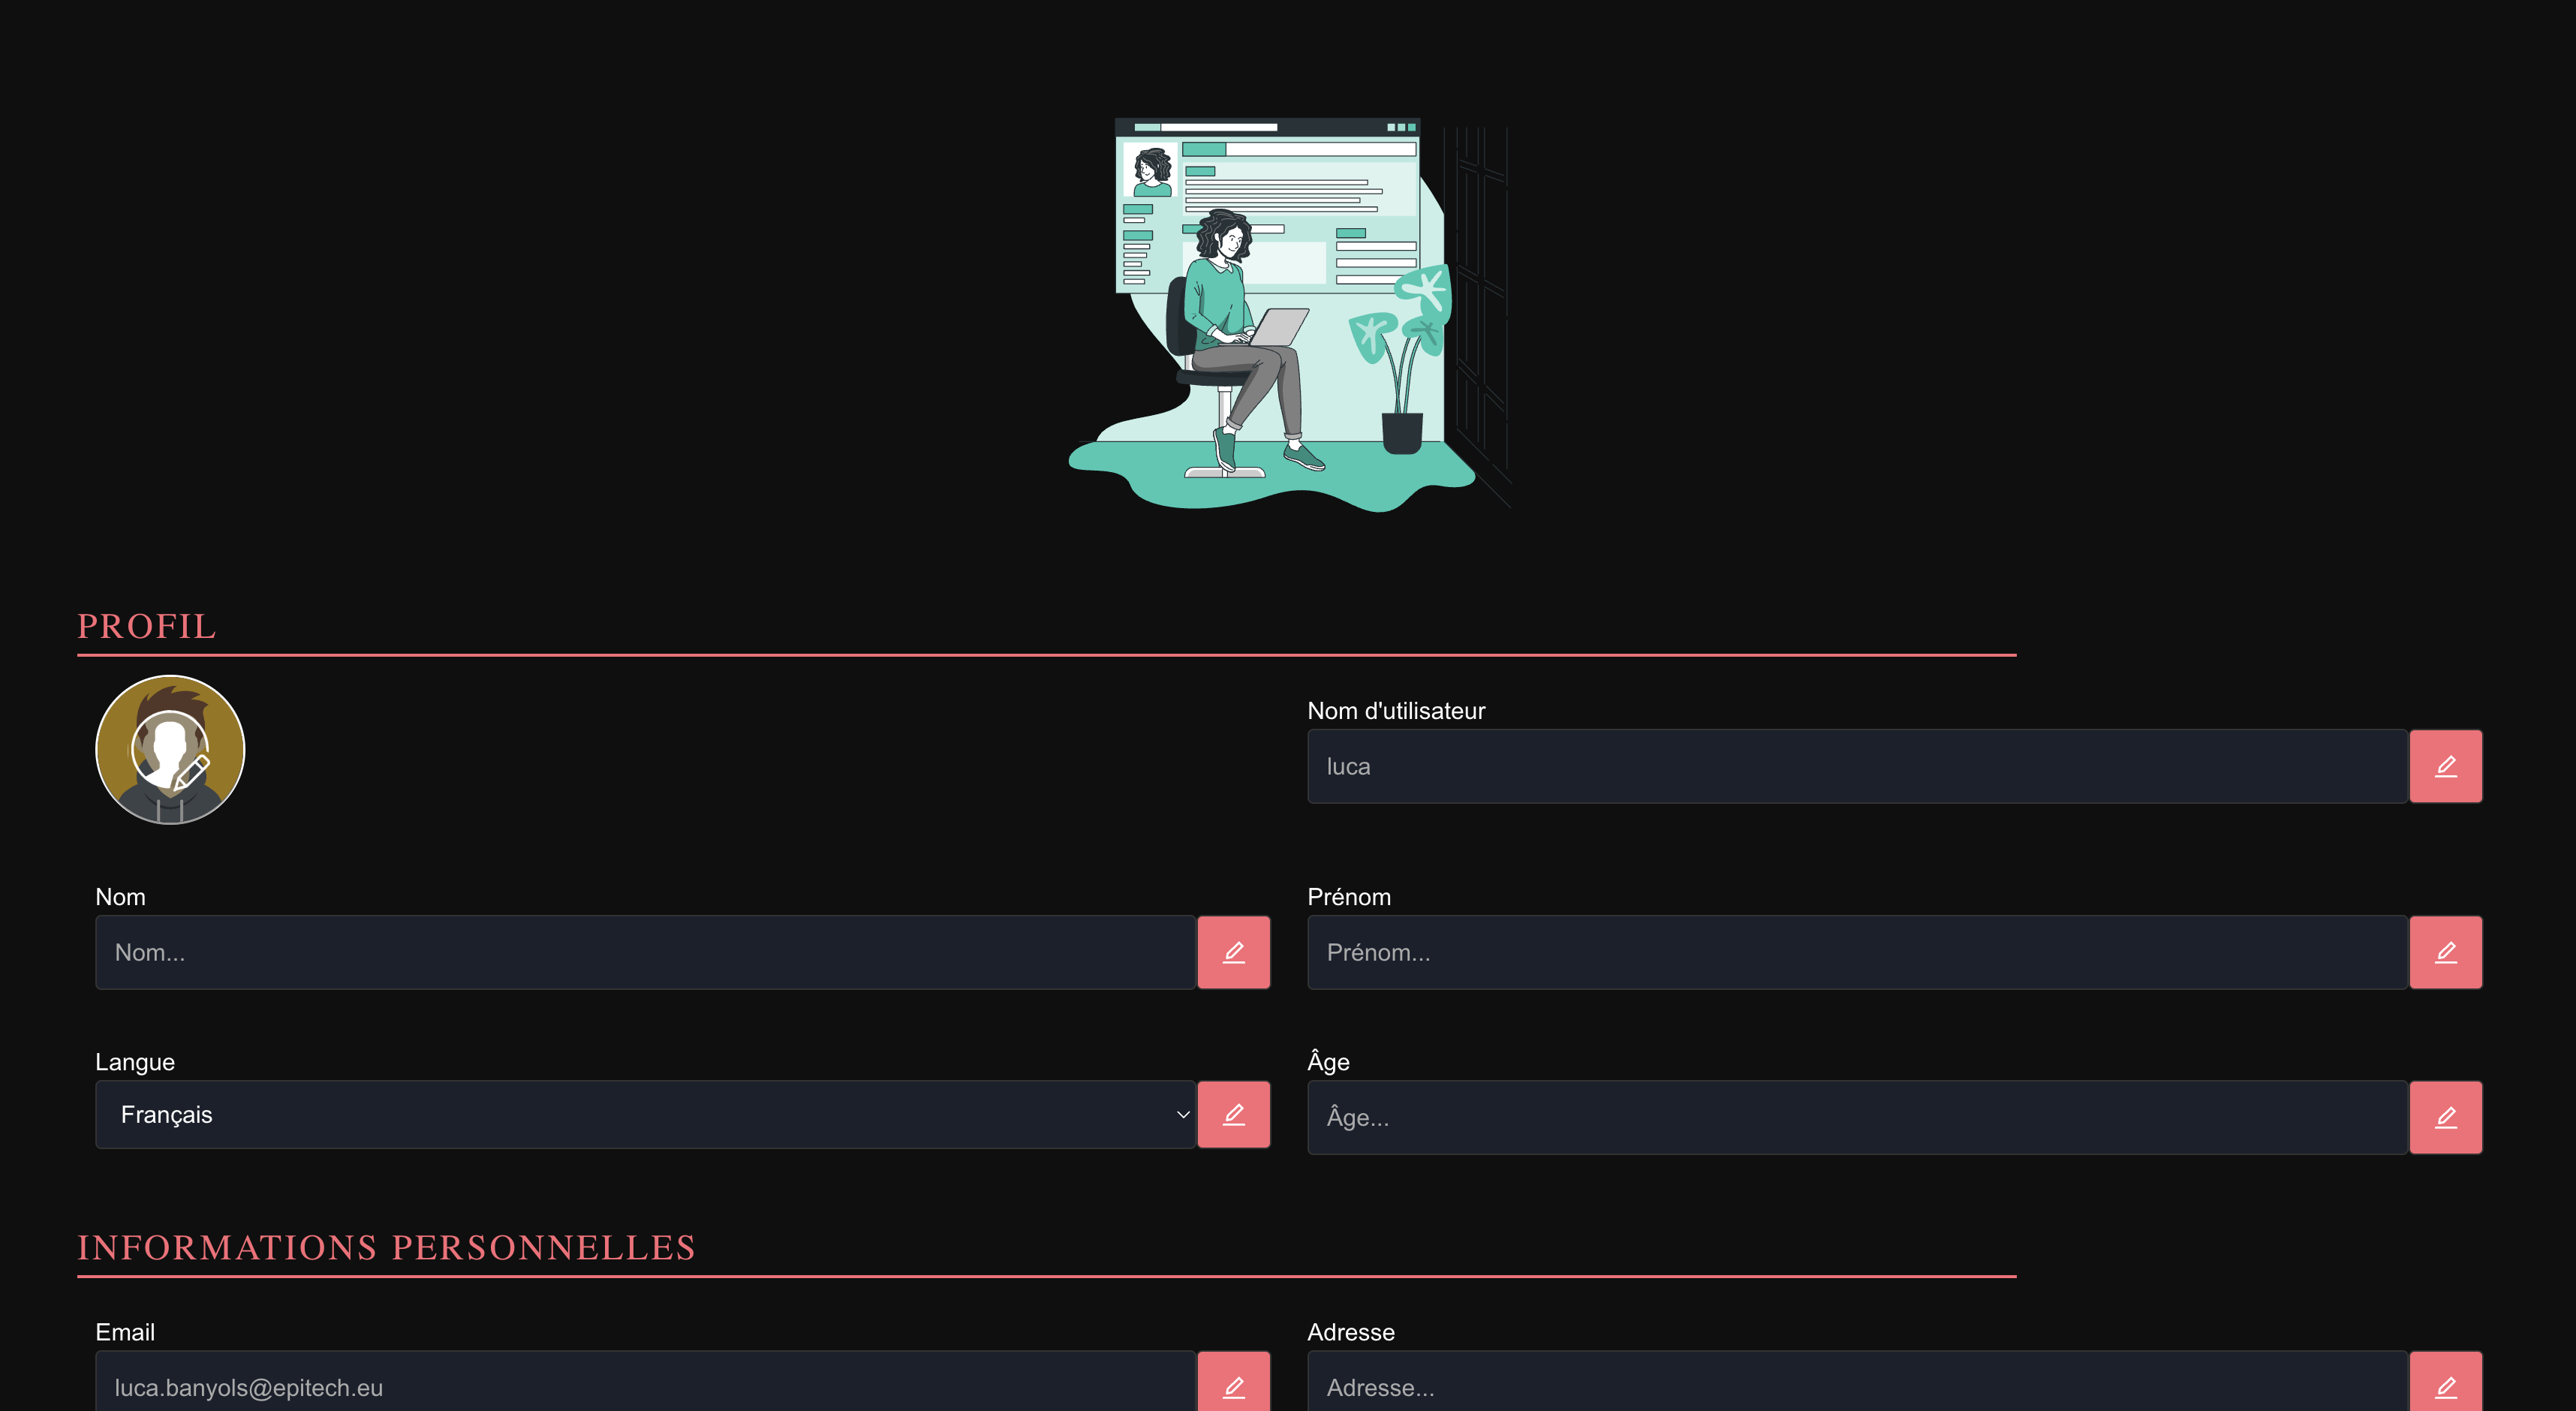 PROFIL
Nom d'utilisateur
luca
Nom
Prénom
Nom...
Prénom...
Langue
Âge
Français
Âge...
INFORMATIONS PERSONNELLES
Email
Adresse
luca.banyols@epitech.eu
Adresse...